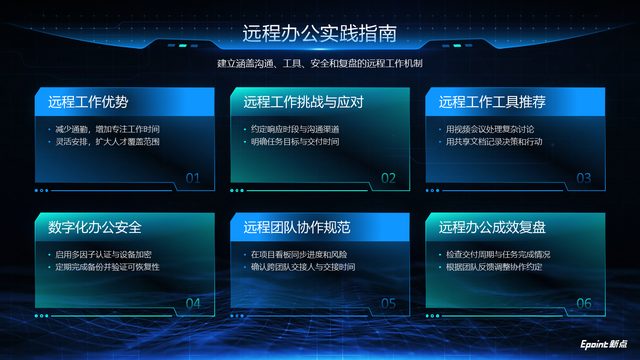 远程办公实践指南
建立涵盖沟通、工具、安全和复盘的远程工作机制
远程工作优势
• 减少通勤，增加专注工作时间
• 灵活安排，扩大人才覆盖范围
01
远程工作挑战与应对
• 约定响应时段与沟通渠道
• 明确任务目标与交付时间
02
远程工作工具推荐
• 用视频会议处理复杂讨论
• 用共享文档记录决策和行动
03
数字化办公安全
• 启用多因子认证与设备加密
• 定期完成备份并验证可恢复性
04
远程团队协作规范
• 在项目看板同步进度和风险
• 确认跨团队交接人与交接时间
05
远程办公成效复盘
• 检查交付周期与任务完成情况
• 根据团队反馈调整协作约定
06
Epoint 新点